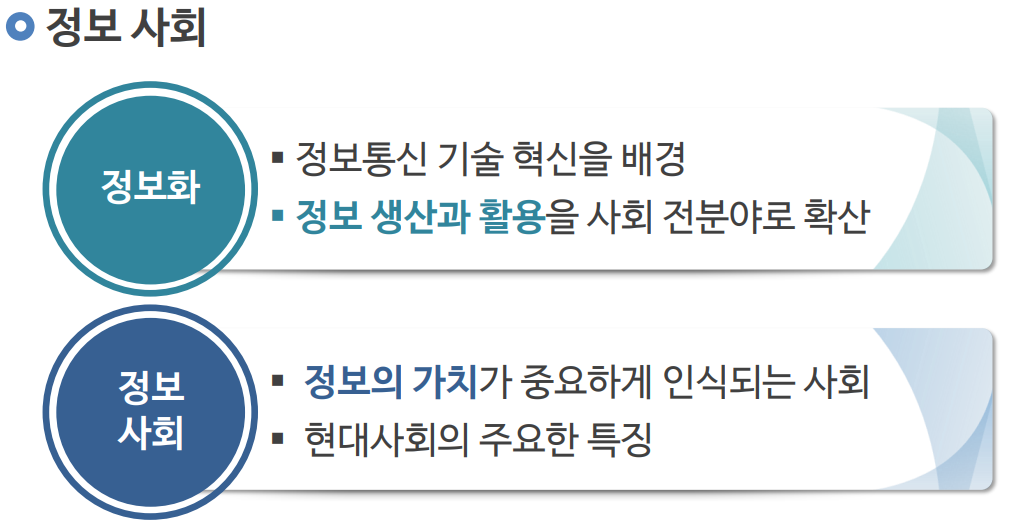 정보 사회
정보화
▪ 정보통신 기술 혁신을 배경
▪ 정보 생산과 활용을 사회 전분야로 확산
정보
사회
▪ 정보의 가치가 중요하게 인식되는 사회
▪ 현대사회의 주요한 특징